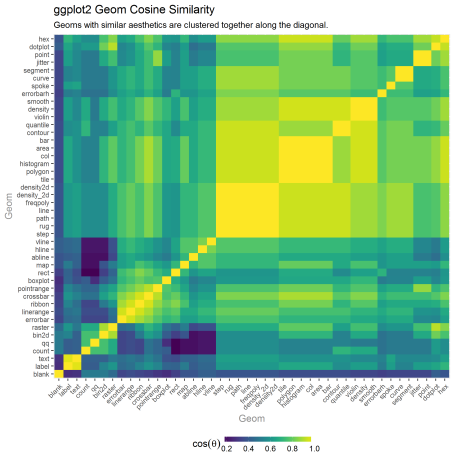 ggplot2 Geom Cosine Similarity
Geoms with similar aesthetics are clustered together along the diagonal.
hex
dotplot
point
jitter
segment
curve
spoke
errorbarh
smooth
density
violin
quantile
contour
bar
area
col
histogram
polygon
tile
density2d
density_2d
freqpoly
line
path
rug
step
vline
hline
abline
map
rect
boxplot
pointrange
crossbar
ribbon
linerange
errorbar
raster
bin2d
qq
count
text
label
blank
Geom
blank
label
text
count
qq
bin2d
raster
errorbar
linerange
ribbon
crossbar
pointrange
boxplot
rect
map
abline
hline
vline
step
rug
path
line
freqpoly
density_2d
density2d
tile
polygon
histogram
col
area
bar
contour
quantile
violin
density
smooth
errorbarh
spoke
curve
segment
jitter
point
dotplot
hex
Geom
cos(θ)
0.2 0.4 0.6 0.8 1.0